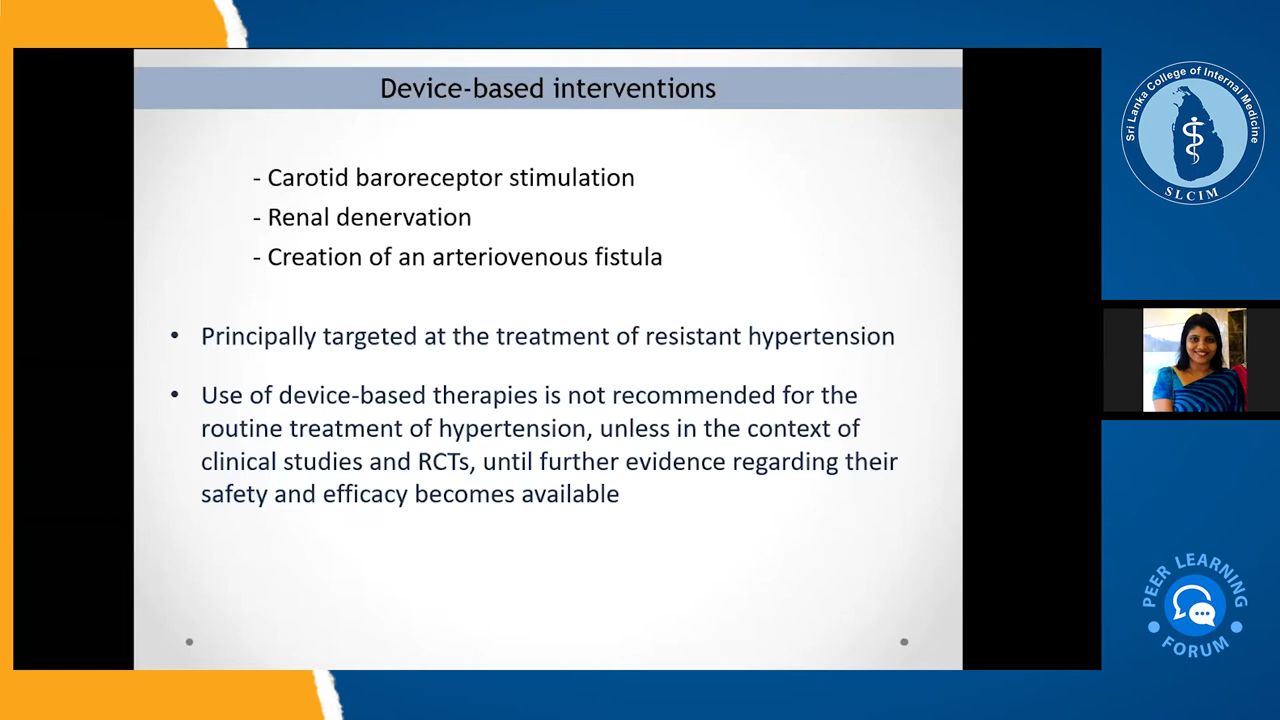 Device-based interventions
- Carotid baroreceptor stimulation
- Renal denervation
- Creation of an arteriovenous fistula
• Principally targeted at the treatment of resistant hypertension
• Use of device-based therapies is not recommended for the
routine treatment of hypertension, unless in the context of
clinical studies and RCTs, until further evidence regarding their
safety and efficacy becomes available
Sri Lanka College of Internal Medicine
SLCIM
PEER LEARNING
FORUM